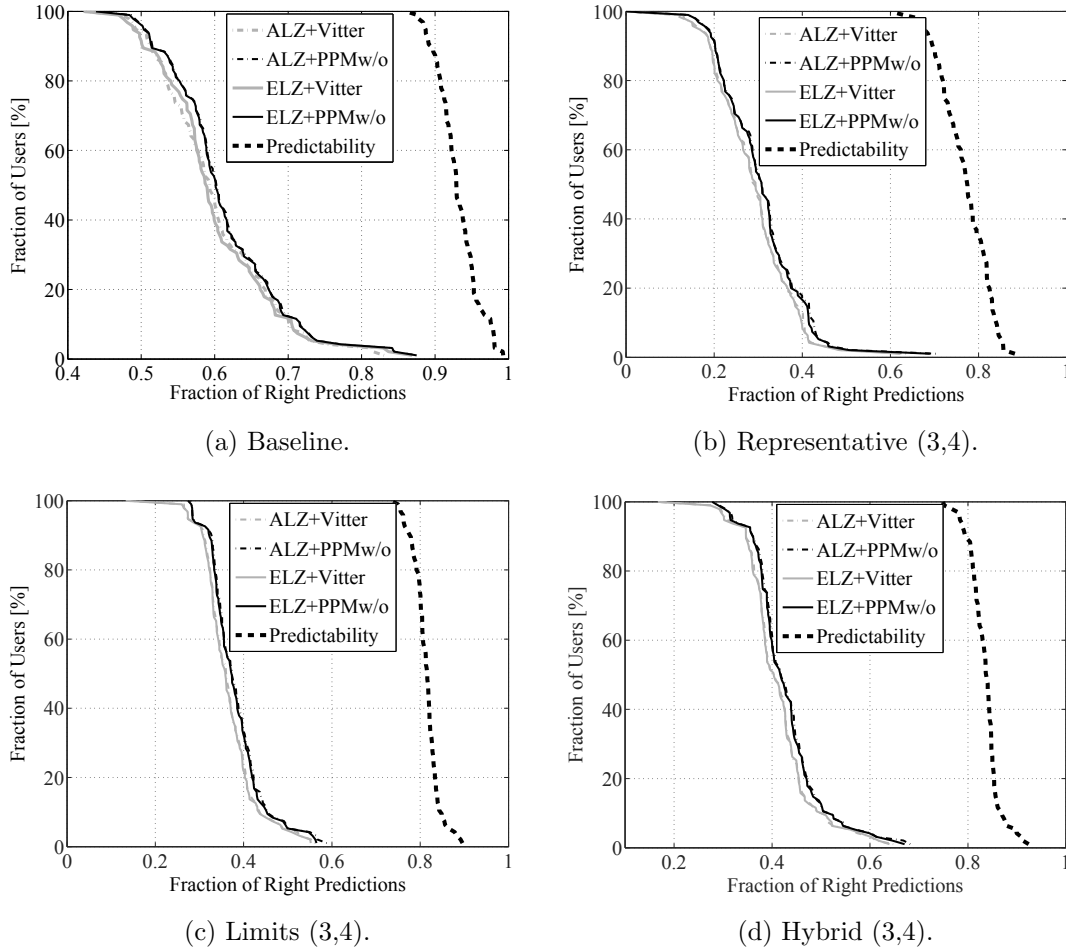 100
80
60
40
20
0
Fraction of Users [%]
ALZ+Vitter
ALZ+PPMw/o
ELZ+Vitter
ELZ+PPMw/o
Predictability
0.4 0.5 0.6 0.7 0.8 0.9 1
Fraction of Right Predictions
(a) Baseline.
100
80
60
40
20
0
Fraction of Users [%]
ALZ+Vitter
ALZ+PPMw/o
ELZ+Vitter
ELZ+PPMw/o
Predictability
0 0.2 0.4 0.6 0.8 1
Fraction of Right Predictions
(b) Representative (3,4).
100
80
60
40
20
0
Fraction of Users [%]
ALZ+Vitter
ALZ+PPMw/o
ELZ+Vitter
ELZ+PPMw/o
Predictability
0 0.2 0.4 0.6 0.8 1
Fraction of Right Predictions
(c) Limits (3,4).
100
80
60
40
20
0
Fraction of Users [%]
ALZ+Vitter
ALZ+PPMw/o
ELZ+Vitter
ELZ+PPMw/o
Predictability
0.2 0.4 0.6 0.8 1
Fraction of Right Predictions
(d) Hybrid (3,4).